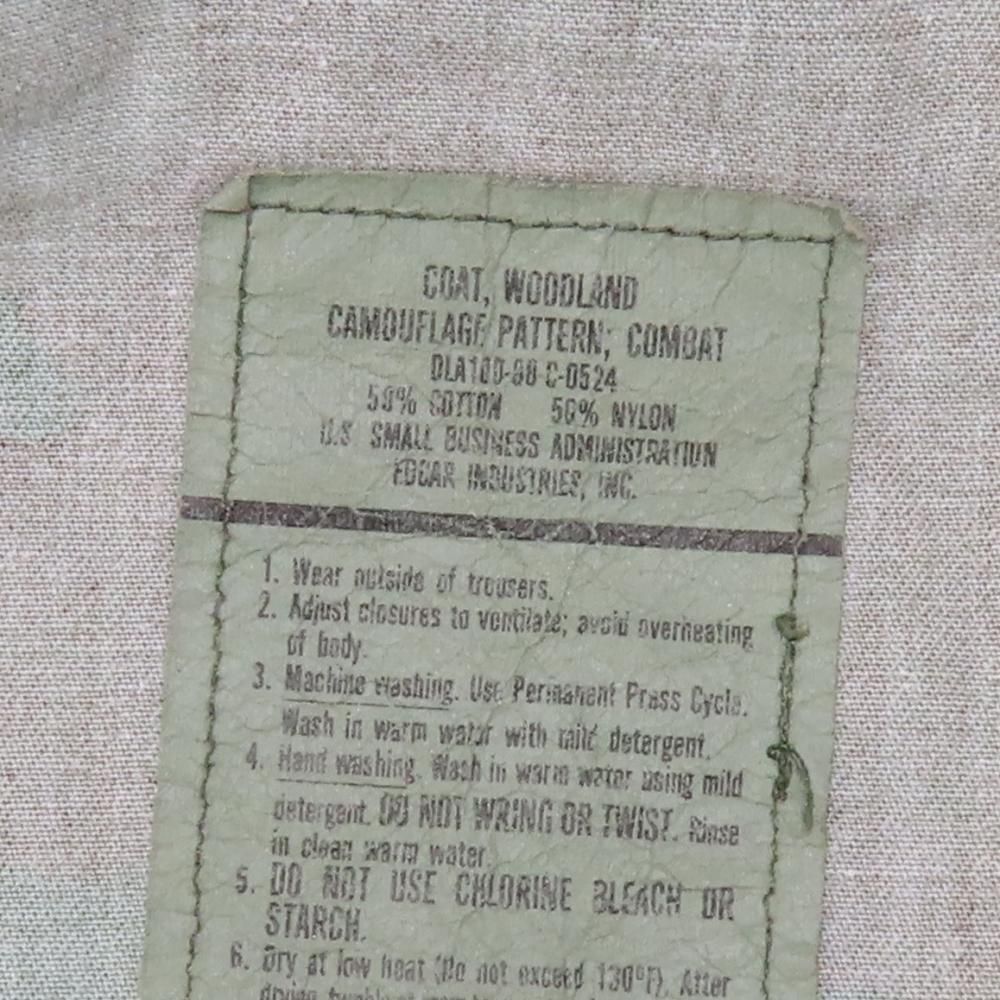 COAT, WOODLAND
CAMOUFLAGE PATTERN; COMBAT
DLA100-88-C-0524
50% COTTON 50% NYLON
U.S SMALL BUSINESS ADMINISTRATION
EDGAR INDUSTRIES, INC.
1. Wear outside of trousers.
2. Adjust closures to ventilate; avoid overheating
of body.
3. Machine washing. Use Permanent Press Cycle.
Wash in warm water with mild detergent.
4. Hand washing. Wash in warm water using mild
detergent. DO NOT WRING OR TWIST. Rinse
in clean warm water.
5. DO NOT USE CHLORINE BLEACH OR
STARCH.
6. Dry at low heat (Do not exceed 130°F). After